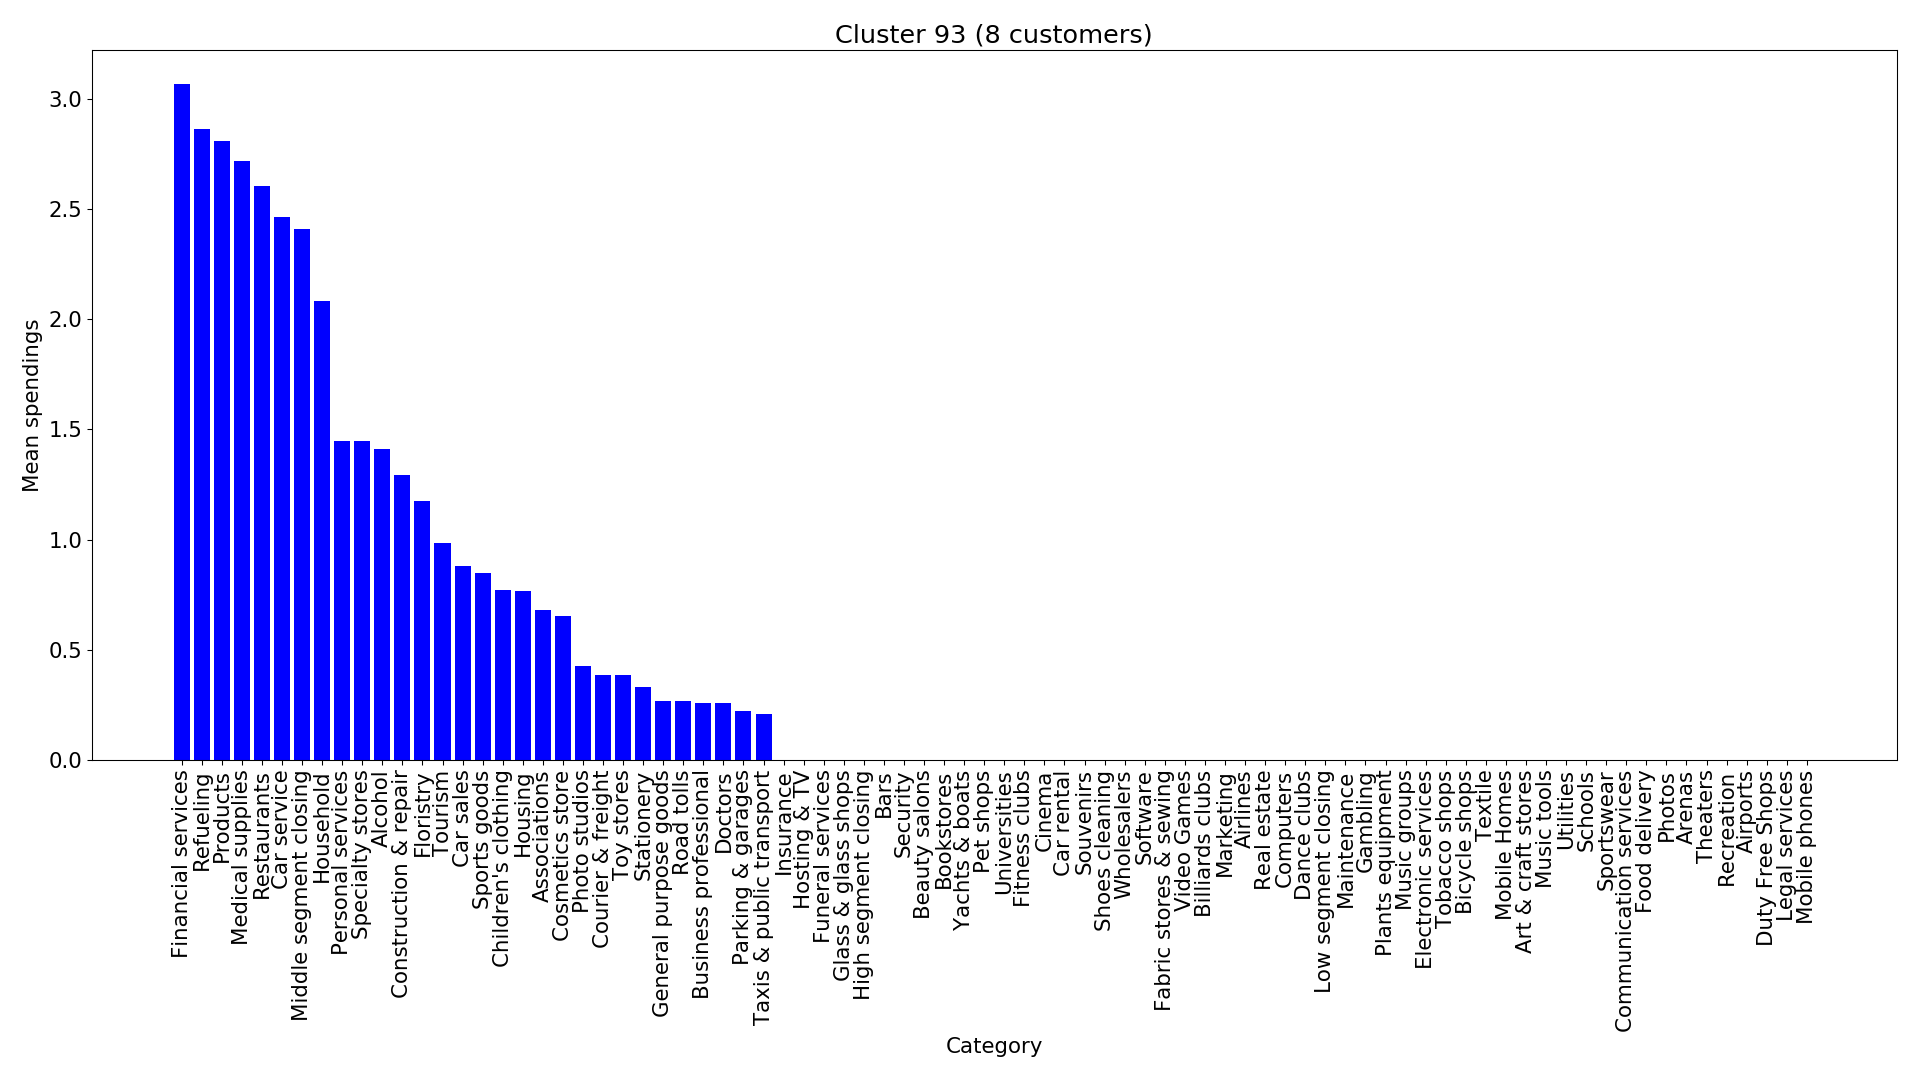 Cluster 93 (8 customers)
Mean spendings
3.0
2.5
2.0
1.5
1.0
0.5
0.0
Financial services
Refueling
Products
Medical supplies
Restaurants
Car service
Middle segment closing
Household
Personal services
Specialty stores
Alcohol
Construction & repair
Floristry
Tourism
Car sales
Sports goods
Children's clothing
Housing
Associations
Cosmetics store
Photo studios
Courier & freight
Toy stores
Stationery
General purpose goods
Road tolls
Business professional
Doctors
Parking & garages
Taxis & public transport
Insurance
Hosting & TV
Funeral services
Glass & glass shops
High segment closing
Bars
Security
Beauty salons
Bookstores
Yachts & boats
Pet shops
Universities
Fitness clubs
Cinema
Car rental
Souvenirs
Shoes cleaning
Wholesalers
Software
Fabric stores & sewing
Video Games
Billiards clubs
Marketing
Airlines
Real estate
Computers
Dance clubs
Low segment closing
Maintenance
Gambling
Plants equipment
Music groups
Electronic services
Tobacco shops
Bicycle shops
Textile
Mobile Homes
Art & craft stores
Music tools
Utilities
Schools
Sportswear
Communication services
Food delivery
Photos
Arenas
Theaters
Recreation
Airports
Duty Free Shops
Legal services
Mobile phones
Category